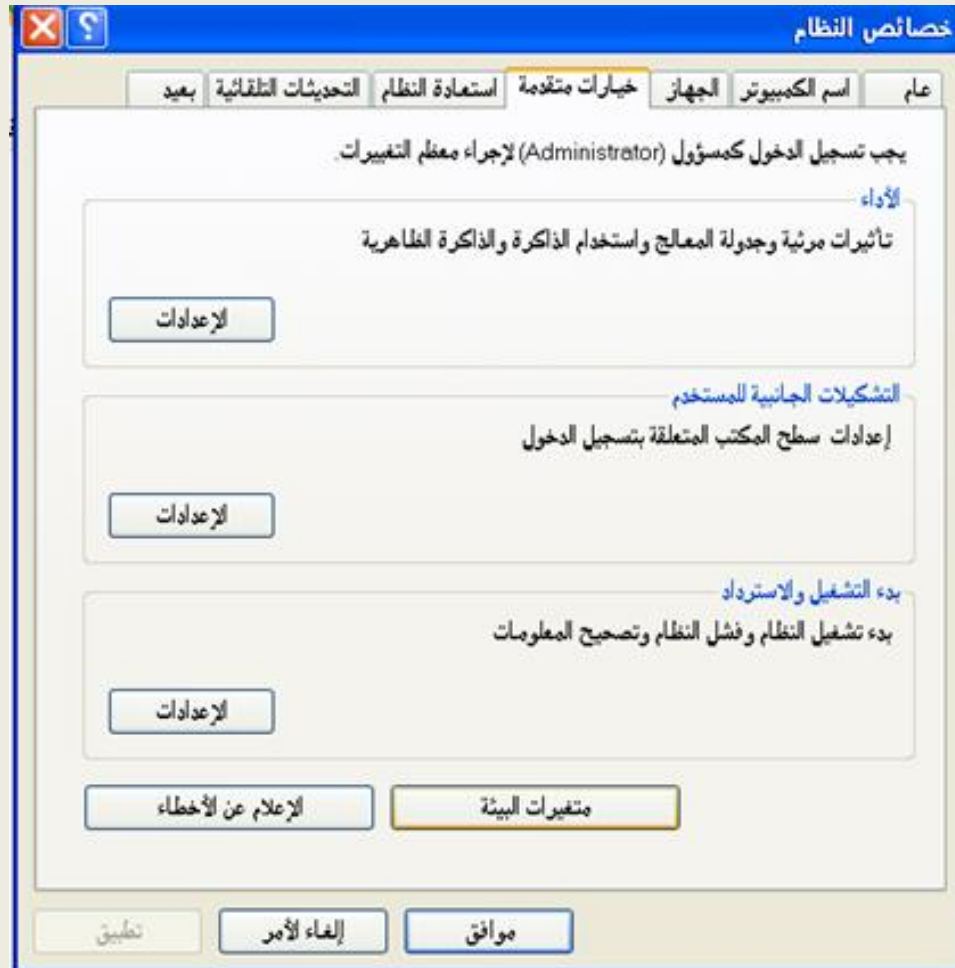 خصائص النظام
عام اسم الكمبيوتر الجهاز خيارات متقدمة استعادة النظام التحديثات التلقائية بعيد
يجب تسجيل الدخول كمسؤول (Administrator) لإجراء معظم التغييرات.
الأداء
تأثيرات مرئية وجدولة المعالج واستخدام الذاكرة والذاكرة الظاهرية
الإعدادات
التشكيلات الجانبية للمستخدم
إعدادات سطح المكتب المتعلقة بتسجيل الدخول
الإعدادات
بدء التشغيل والاسترداد
بدء تشغيل النظام وفشل النظام وتصحيح المعلومات
الإعدادات
متغيرات البيئة الإعلام عن الأخطاء
موافق إلغاء الأمر تطبيق